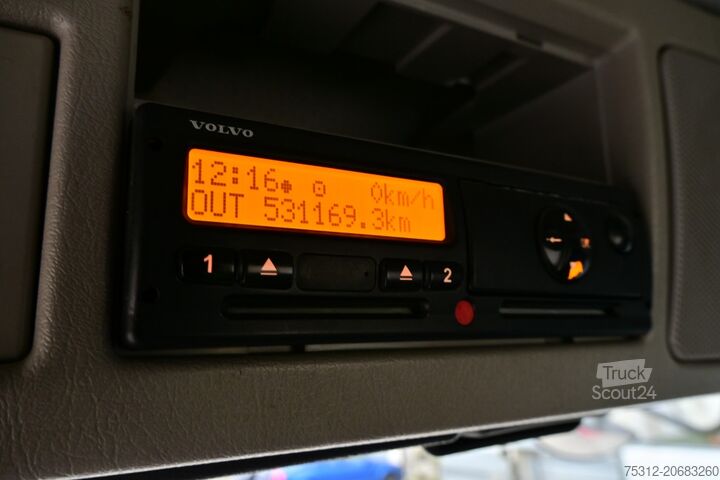 VOLVO
12:16 0km/h
OUT 531169.3km
1 2
Truck
Scout24
75312-20683260